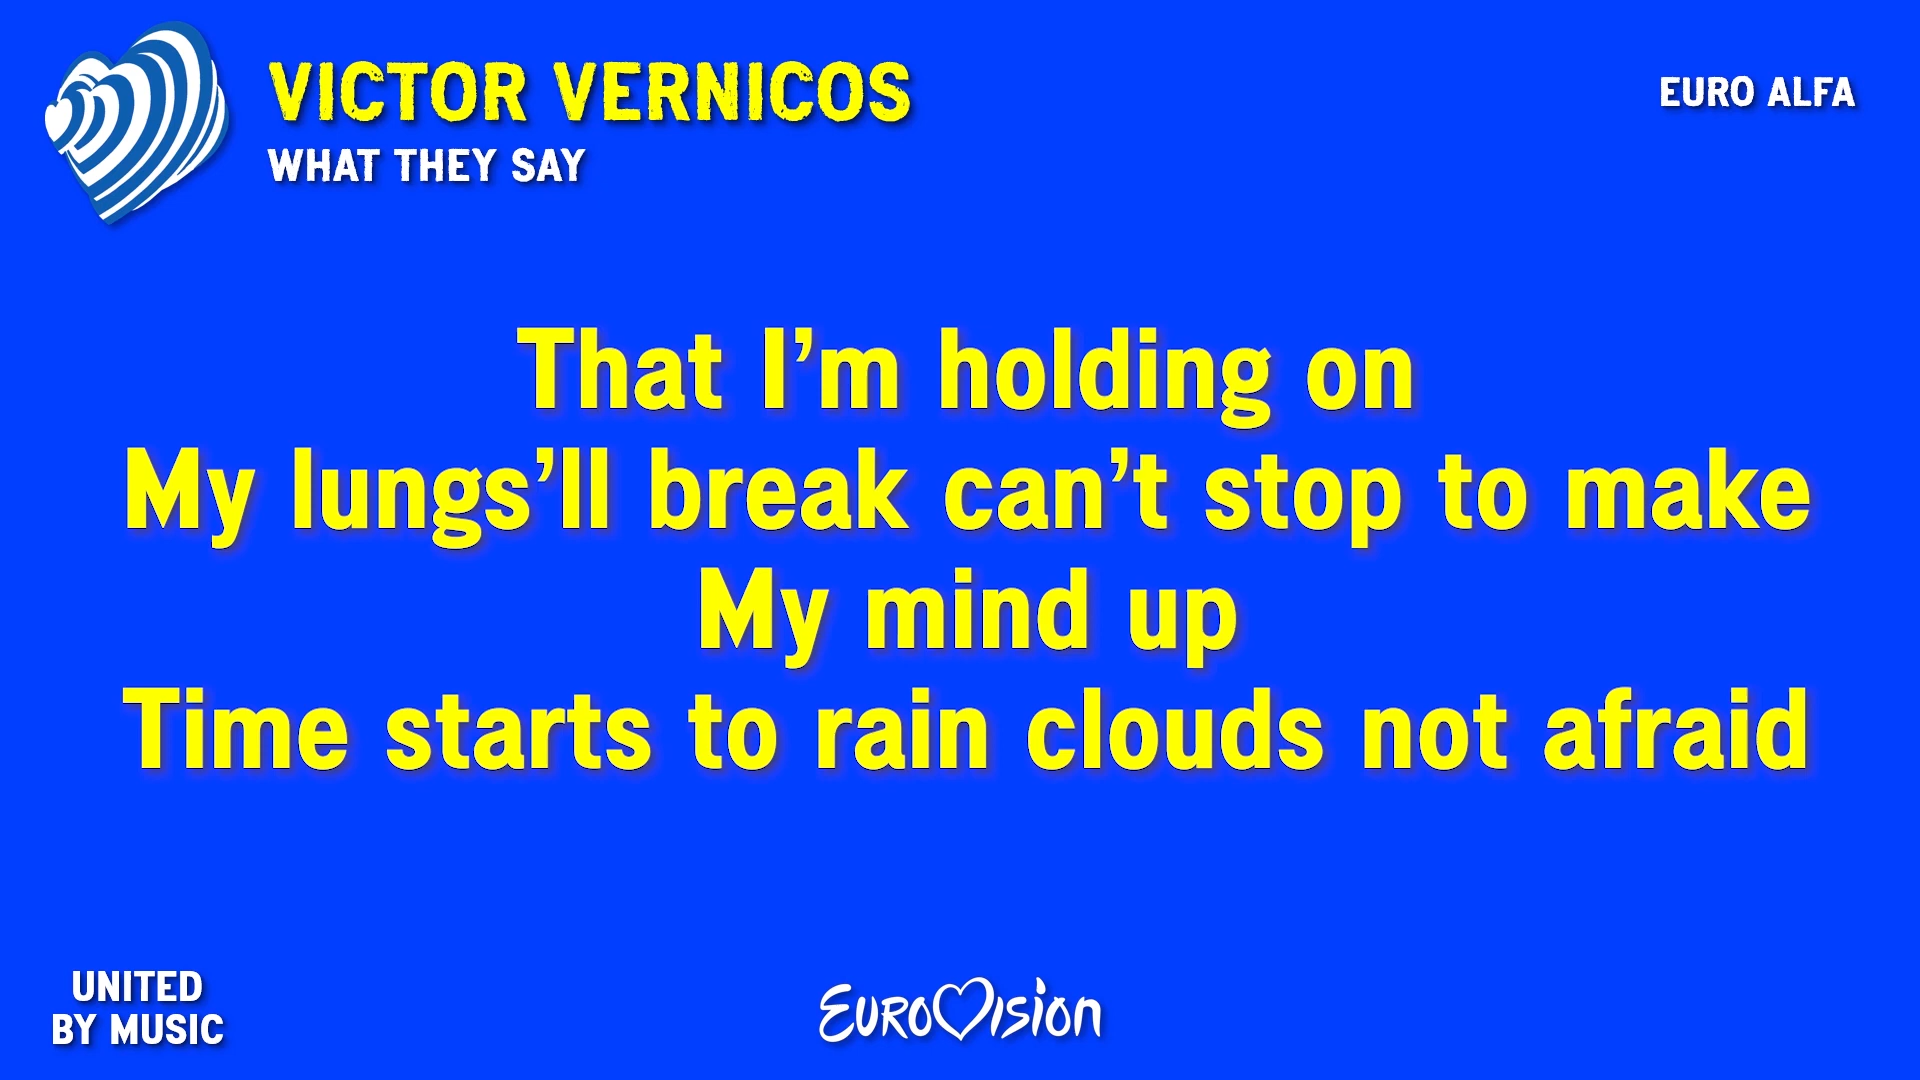 VICTOR VERNICOS
WHAT THEY SAY
EURO ALFA
That I’m holding on
My lungs’ll break can’t stop to make
My mind up
Time starts to rain clouds not afraid
UNITED
BY MUSIC
EUROVISION